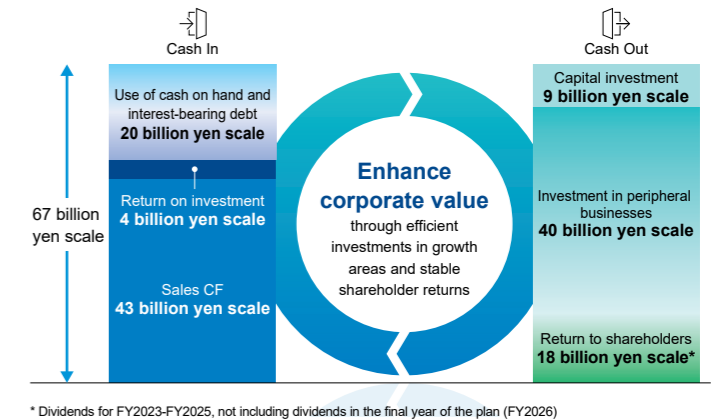 Cash In
Cash Out
67 billion
yen scale
Use of cash on hand and
interest-bearing debt
20 billion yen scale
Return on investment
4 billion yen scale
Sales CF
43 billion yen scale
Enhance
corporate value
through efficient
investments in growth
areas and stable
shareholder returns
Capital investment
9 billion yen scale
Investment in peripheral
businesses
40 billion yen scale
Return to shareholders
18 billion yen scale*
* Dividends for FY2023-FY2025, not including dividends in the final year of the plan (FY2026)